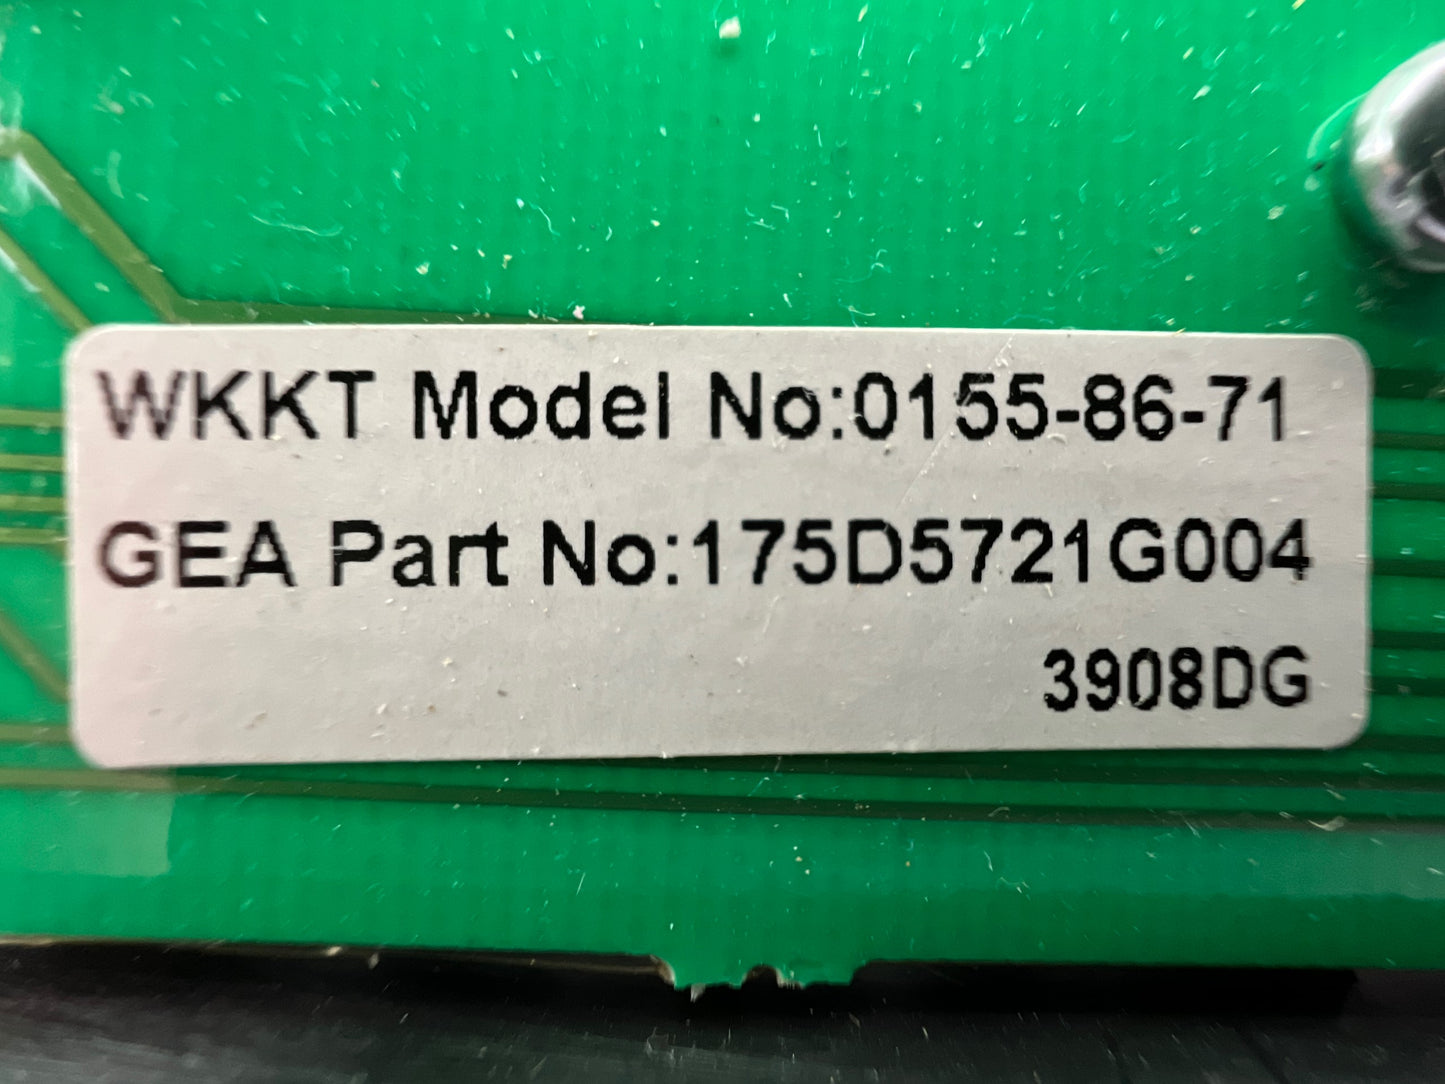 WKKT Model No:0155-86-71
GEA Part No:175D5721G004
3908DG